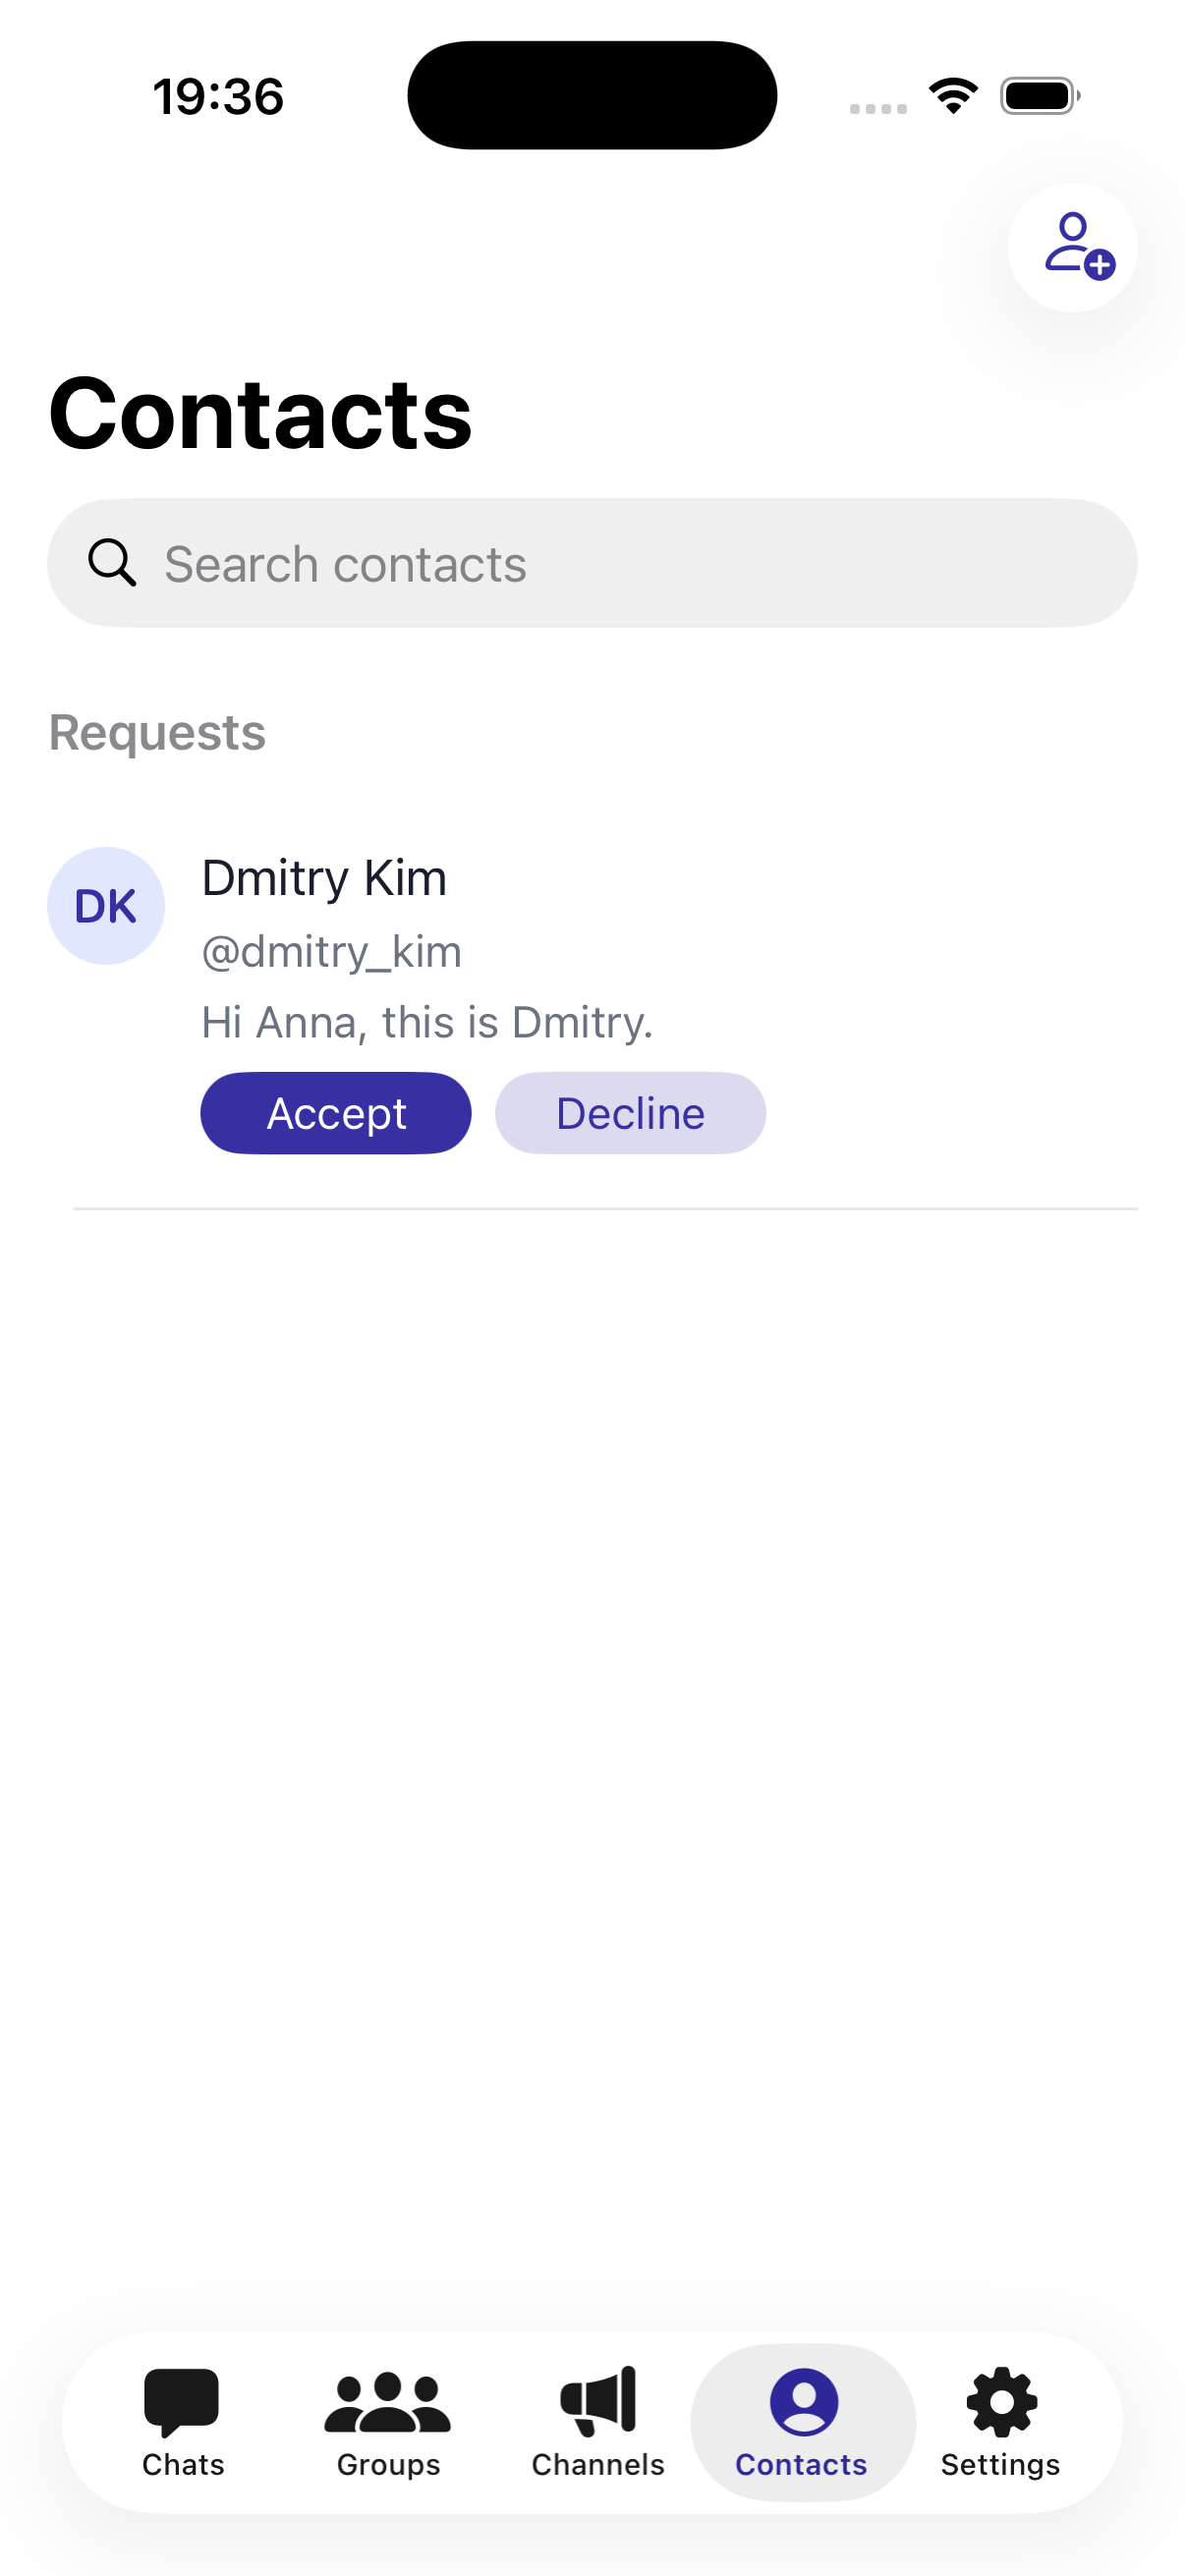 19:36
Contacts
Search contacts
Requests
DK
Dmitry Kim
@dmitry_kim
Hi Anna, this is Dmitry.
Accept
Decline
Chats
Groups
Channels
Contacts
Settings